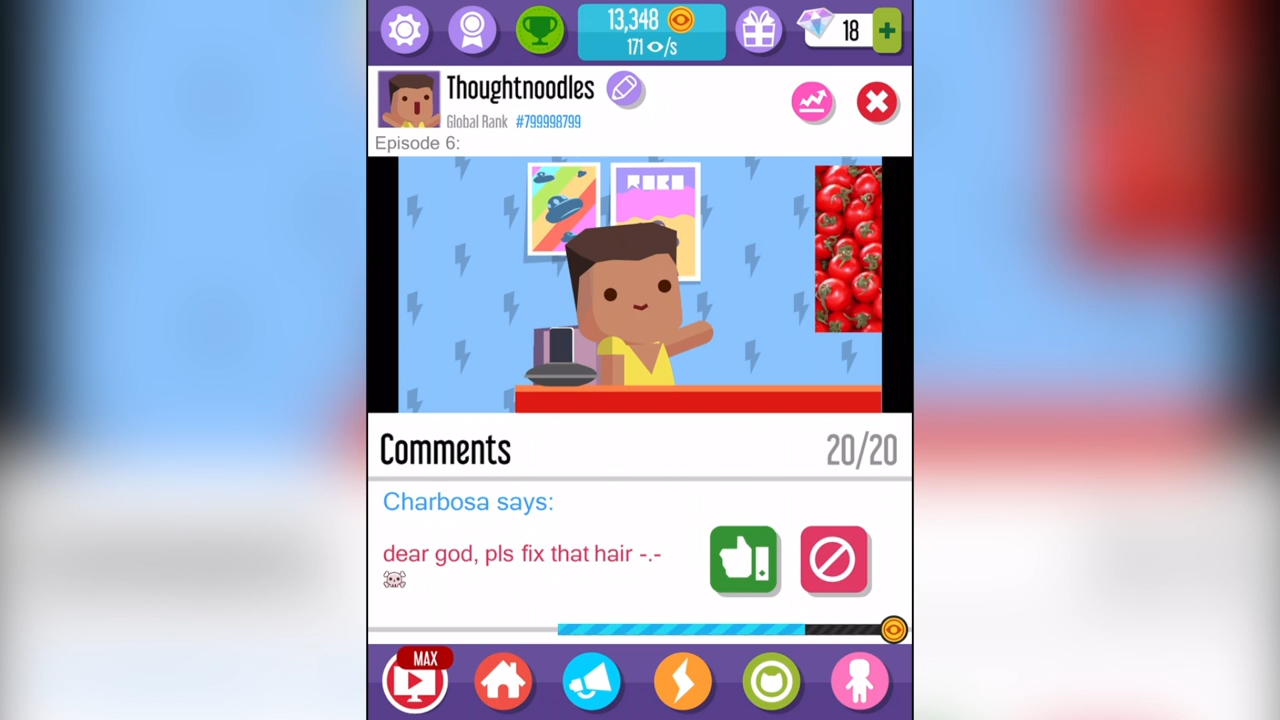 13,348
171 /s
18
Thoughtnoodles
Global Rank #799998799
Episode 6:
Comments 20/20
Charbosa says:
dear god, pls fix that hair -.-
MAX